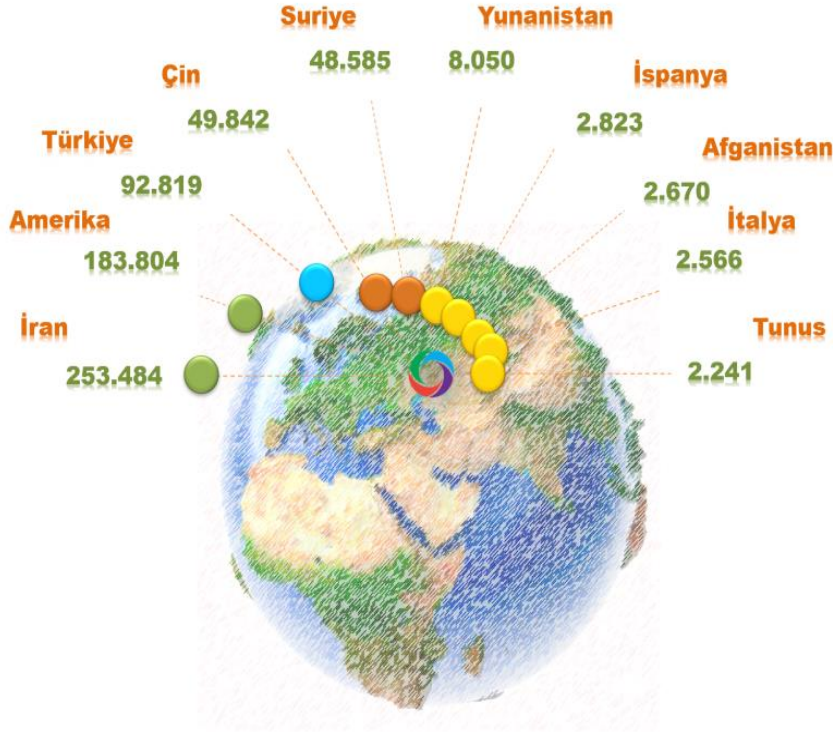 Suriye
48.585
Yunanistan
8.050
Çin
49.842
İspanya
2.823
Türkiye
92.819
Afganistan
2.670
Amerika
183.804
İtalya
2.566
İran
253.484
Tunus
2.241